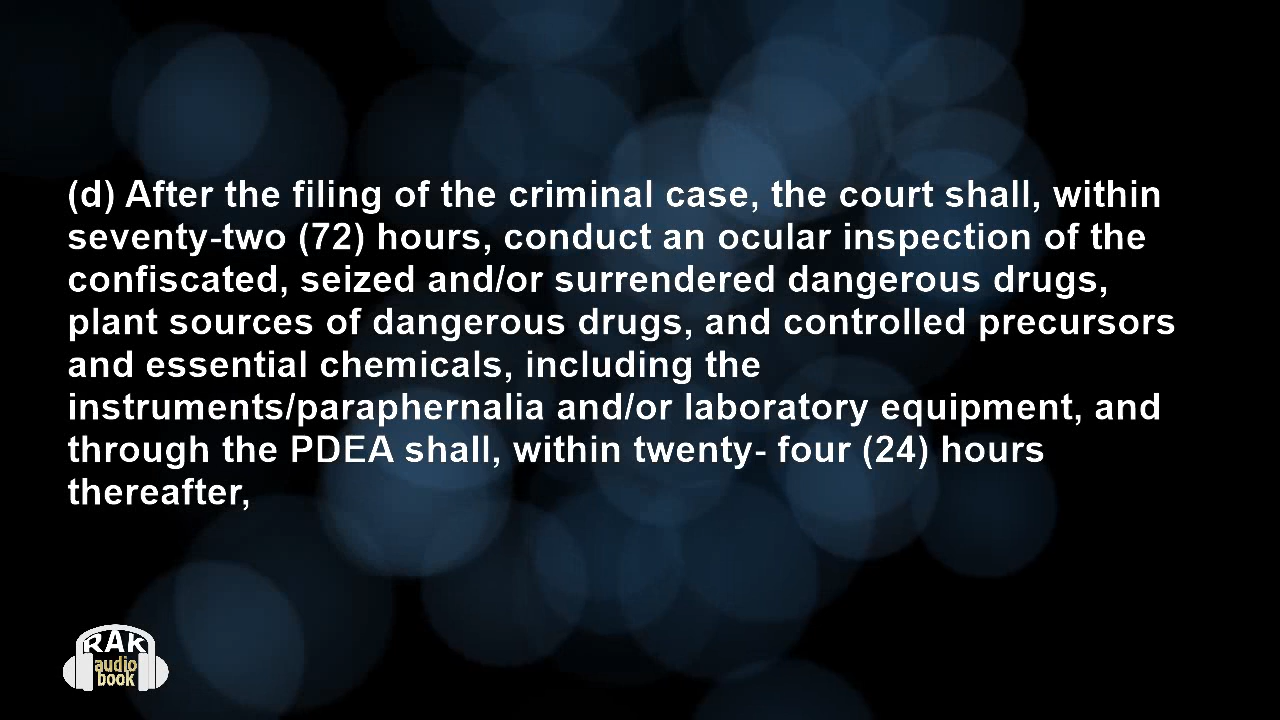 (d) After the filing of the criminal case, the court shall, within
seventy-two (72) hours, conduct an ocular inspection of the
confiscated, seized and/or surrendered dangerous drugs,
plant sources of dangerous drugs, and controlled precursors
and essential chemicals, including the
instruments/paraphernalia and/or laboratory equipment, and
through the PDEA shall, within twenty- four (24) hours
thereafter,
RAK
audio
book